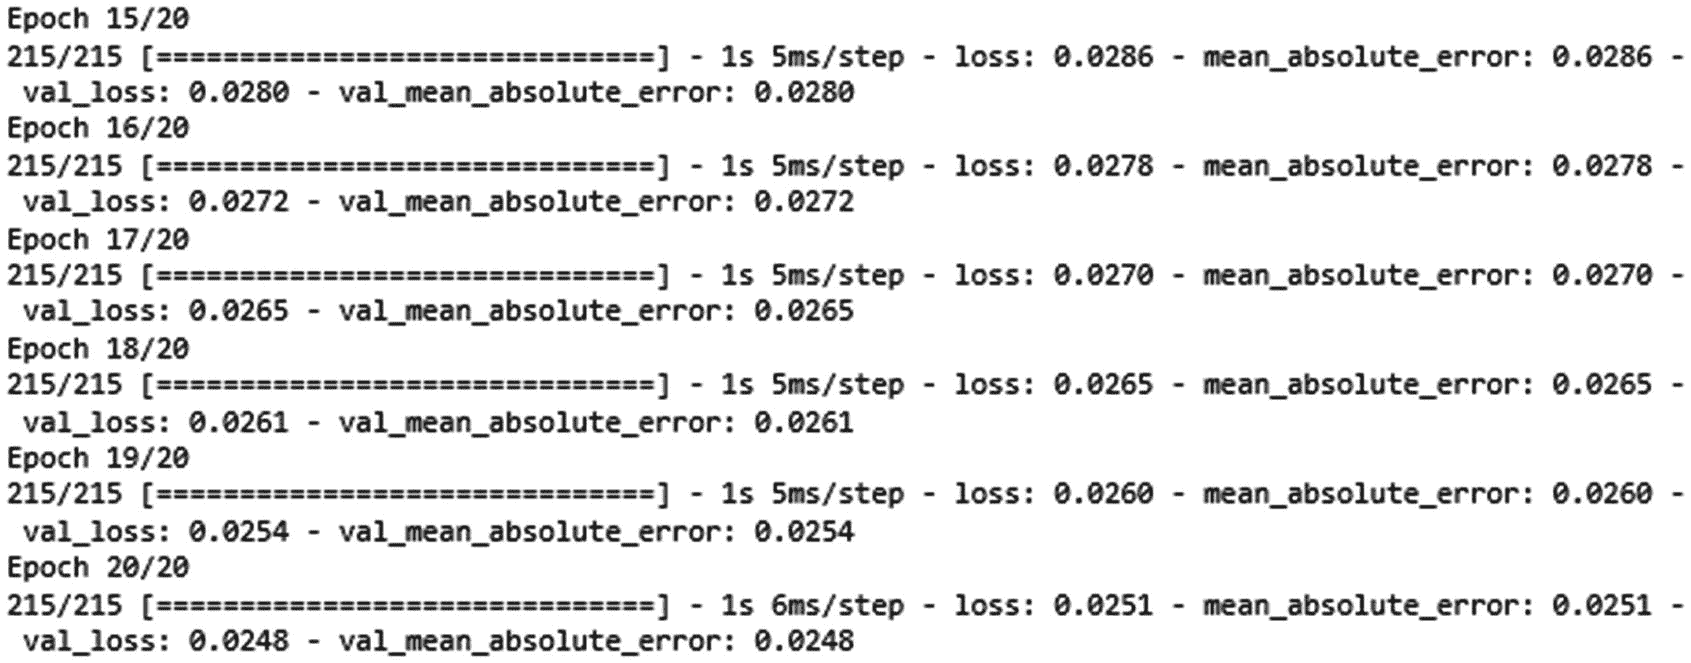 Epoch 15/20
215/215 [==============================] - 1s 5ms/step - loss: 0.0286 - mean_absolute_error: 0.0286 -
val_loss: 0.0280 - val_mean_absolute_error: 0.0280
Epoch 16/20
215/215 [==============================] - 1s 5ms/step - loss: 0.0278 - mean_absolute_error: 0.0278 -
val_loss: 0.0272 - val_mean_absolute_error: 0.0272
Epoch 17/20
215/215 [==============================] - 1s 5ms/step - loss: 0.0270 - mean_absolute_error: 0.0270 -
val_loss: 0.0265 - val_mean_absolute_error: 0.0265
Epoch 18/20
215/215 [==============================] - 1s 5ms/step - loss: 0.0265 - mean_absolute_error: 0.0265 -
val_loss: 0.0261 - val_mean_absolute_error: 0.0261
Epoch 19/20
215/215 [==============================] - 1s 5ms/step - loss: 0.0260 - mean_absolute_error: 0.0260 -
val_loss: 0.0254 - val_mean_absolute_error: 0.0254
Epoch 20/20
215/215 [==============================] - 1s 6ms/step - loss: 0.0251 - mean_absolute_error: 0.0251 -
val_loss: 0.0248 - val_mean_absolute_error: 0.0248